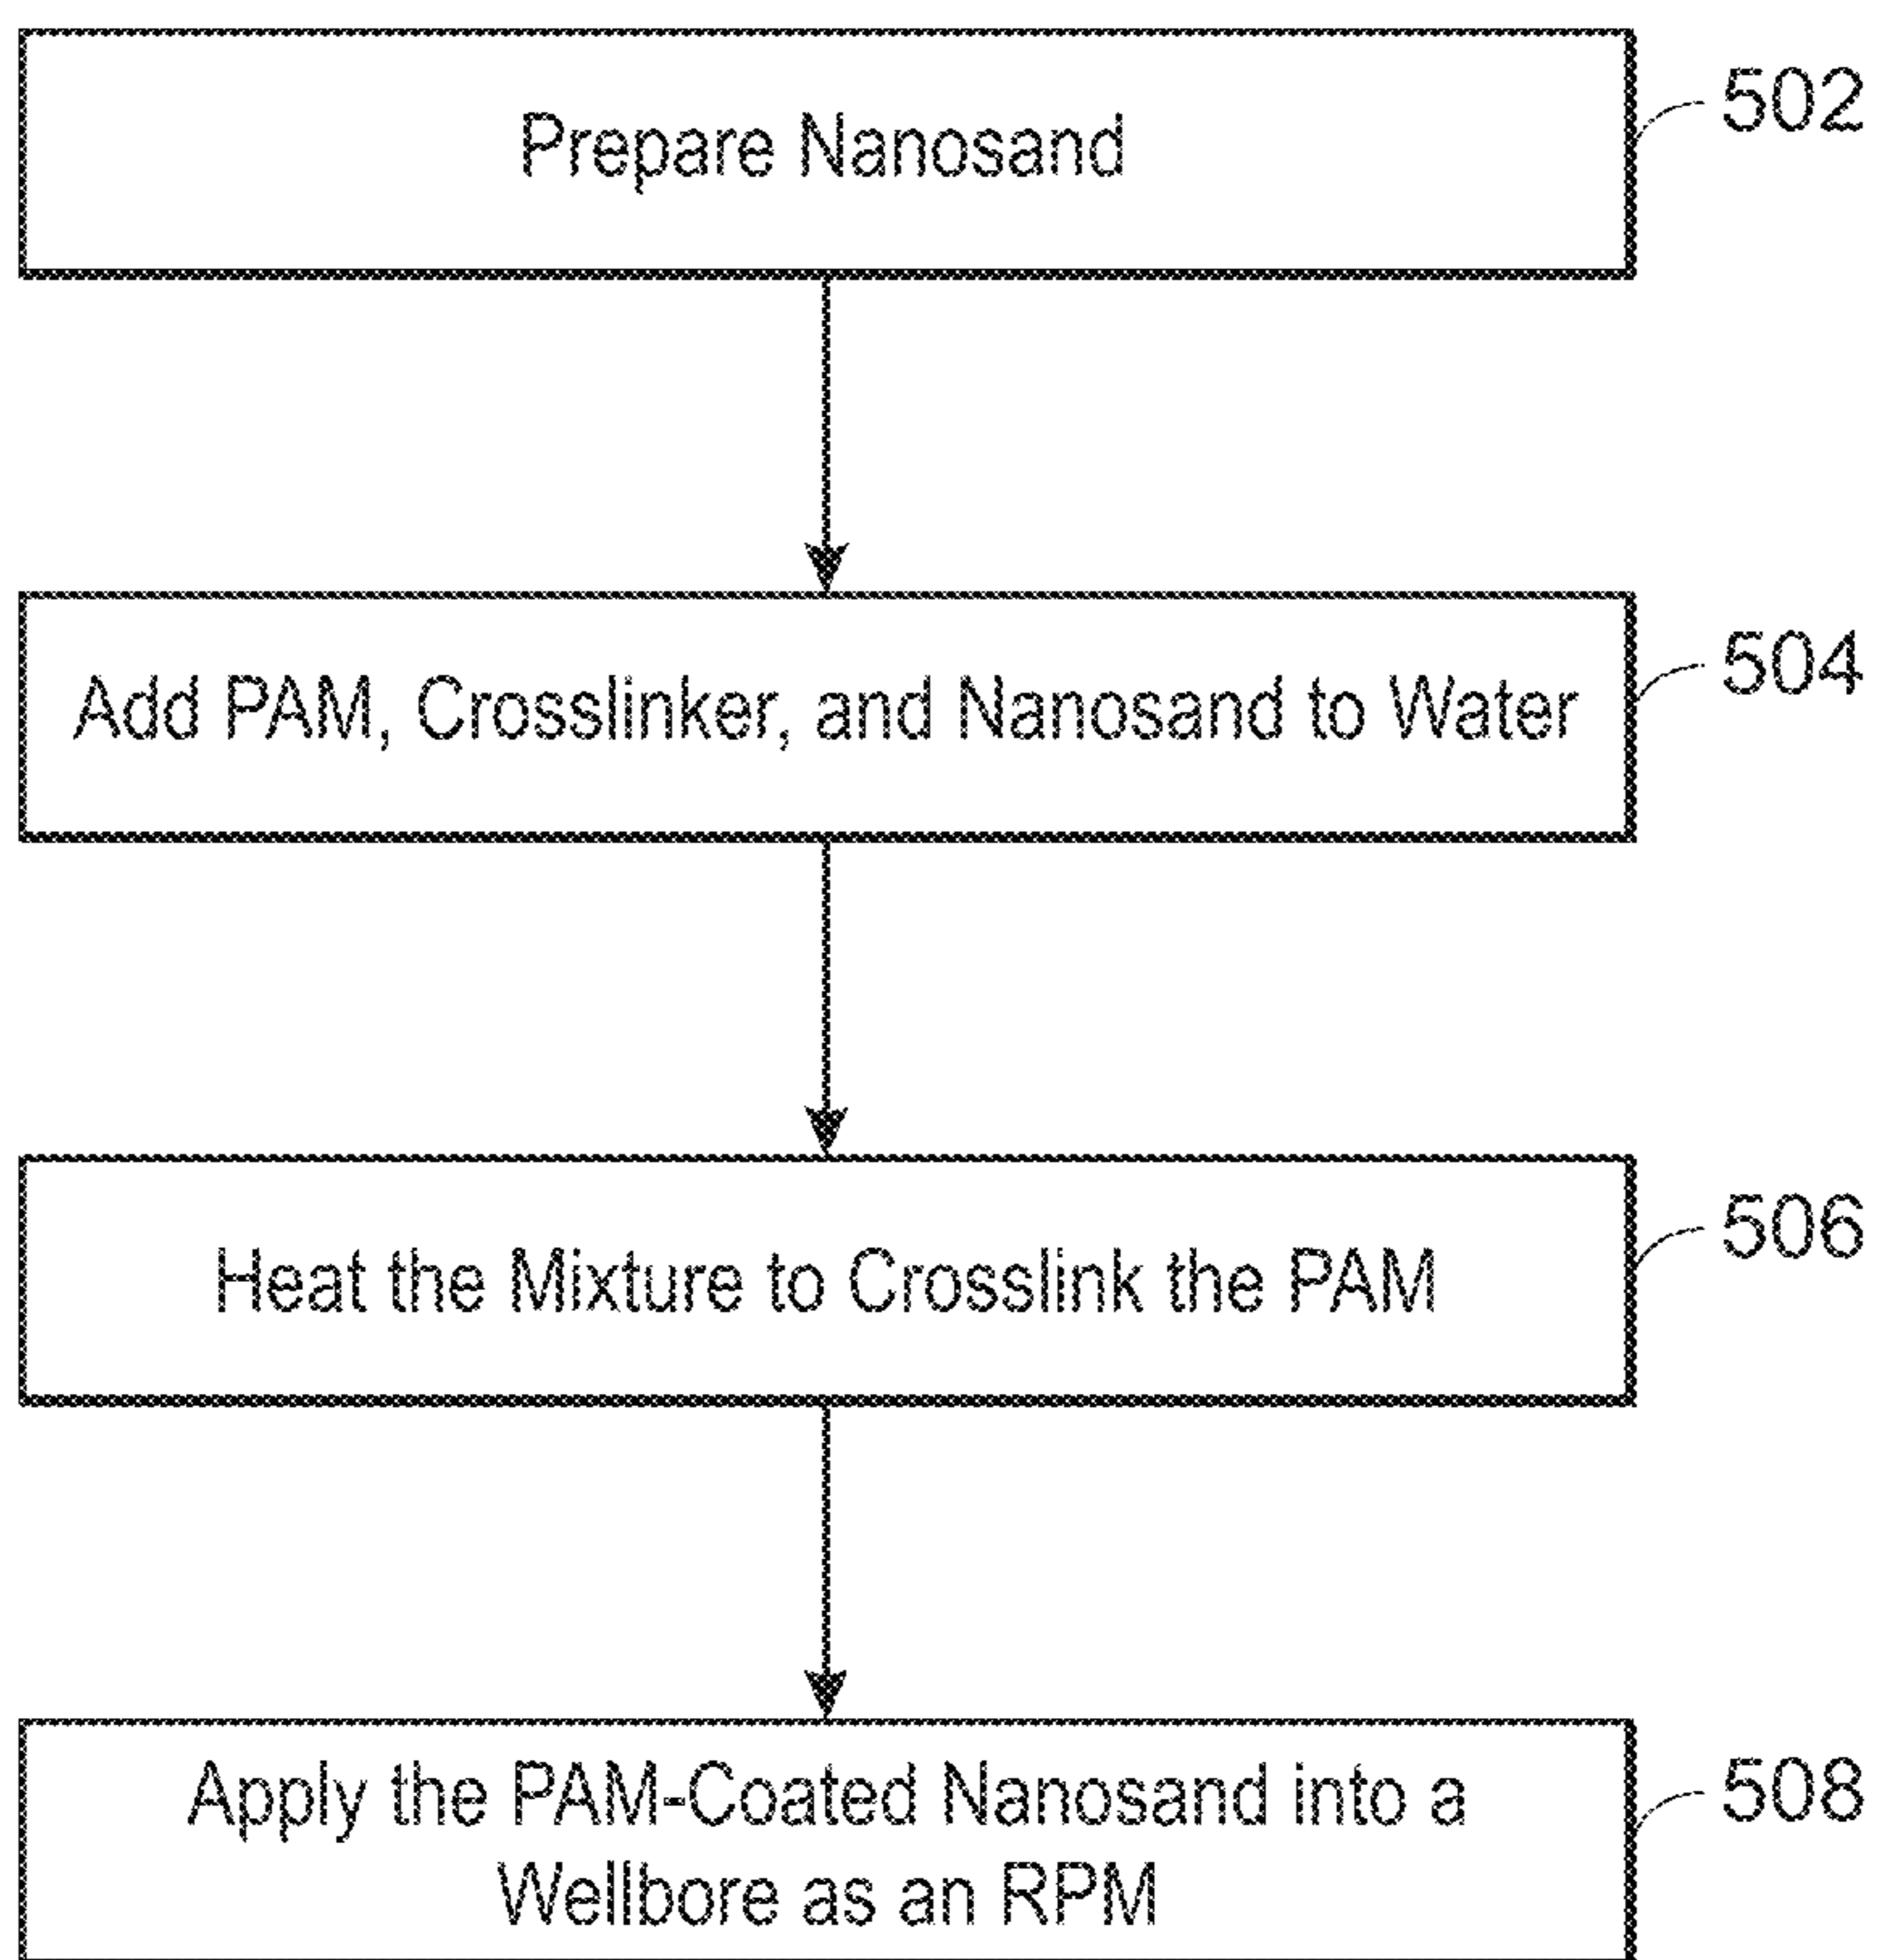 Prepare Nanosand
502
Add PAM, Crosslinker, and Nanosand to Water
504
Heat the Mixture to Crosslink the PAM
506
Apply the PAM-Coated Nanosand into a
Wellbore as an RPM
508